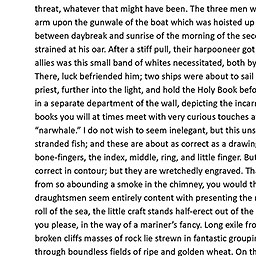 threat, whatever that might have been. The three men w
arm upon the gunwale of the boat which was hoisted up
between daybreak and sunrise of the morning of the sec
strained at his oar. After a stiff pull, their harpooneer got
allies was this small band of whites necessitated, both by
There, luck befriended him; two ships were about to sail
priest, further into the light, and hold the Holy Book befo
in a separate department of the wall, depicting the incarn
books you will at times meet with very curious touches a
“narwhale.” I do not wish to seem inelegant, but this uns
stranded fish; and these are about as correct as a drawin
bone-fingers, the index, middle, ring, and little finger. But
correct in contour; but they are wretchedly engraved. Tha
from so abounding a smoke in the chimney, you would th
draughtsmen seem entirely content with presenting the m
roll of the sea, the little craft stands half-erect out of the
you please, in the way of a mariner’s fancy. Long exile fro
broken cliffs masses of rock lie strewn in fantastic groupin
through boundless fields of ripe and golden wheat. On th